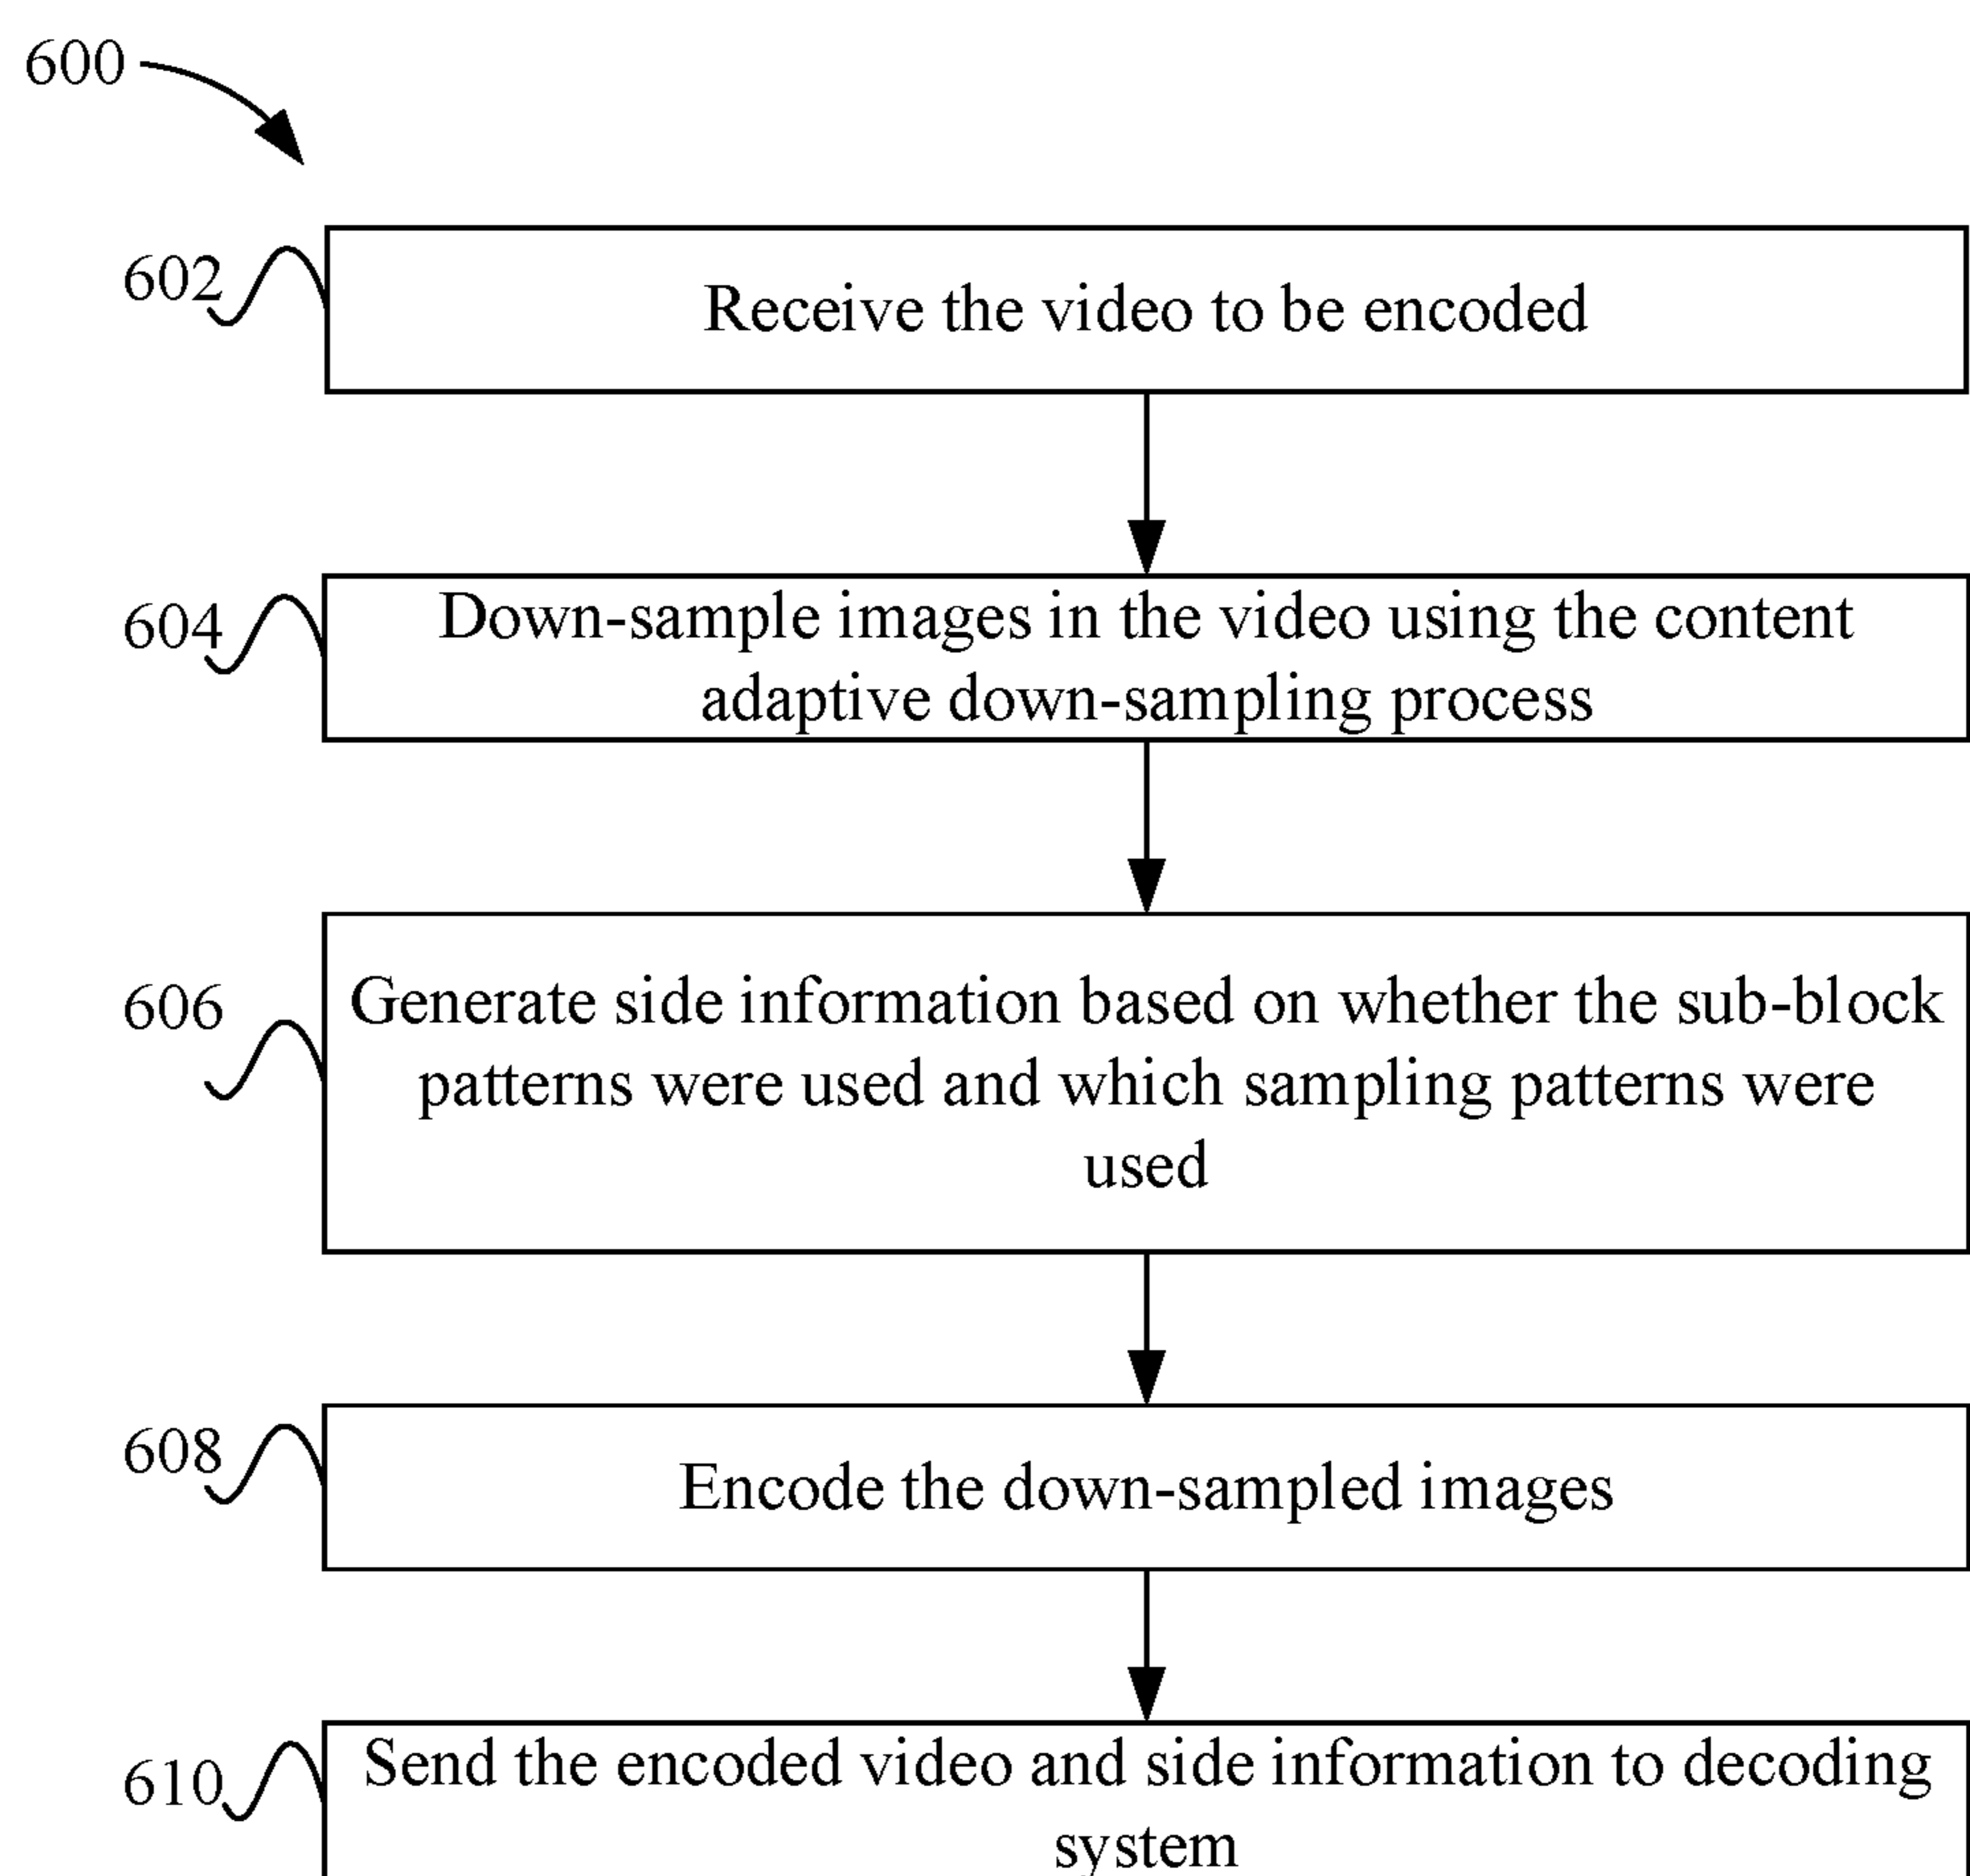 600
602
Receive the video to be encoded
604
Down-sample images in the video using the content
adaptive down-sampling process
606
Generate side information based on whether the sub-block
patterns were used and which sampling patterns were
used
608
Encode the down-sampled images
610
Send the encoded video and side information to decoding
system